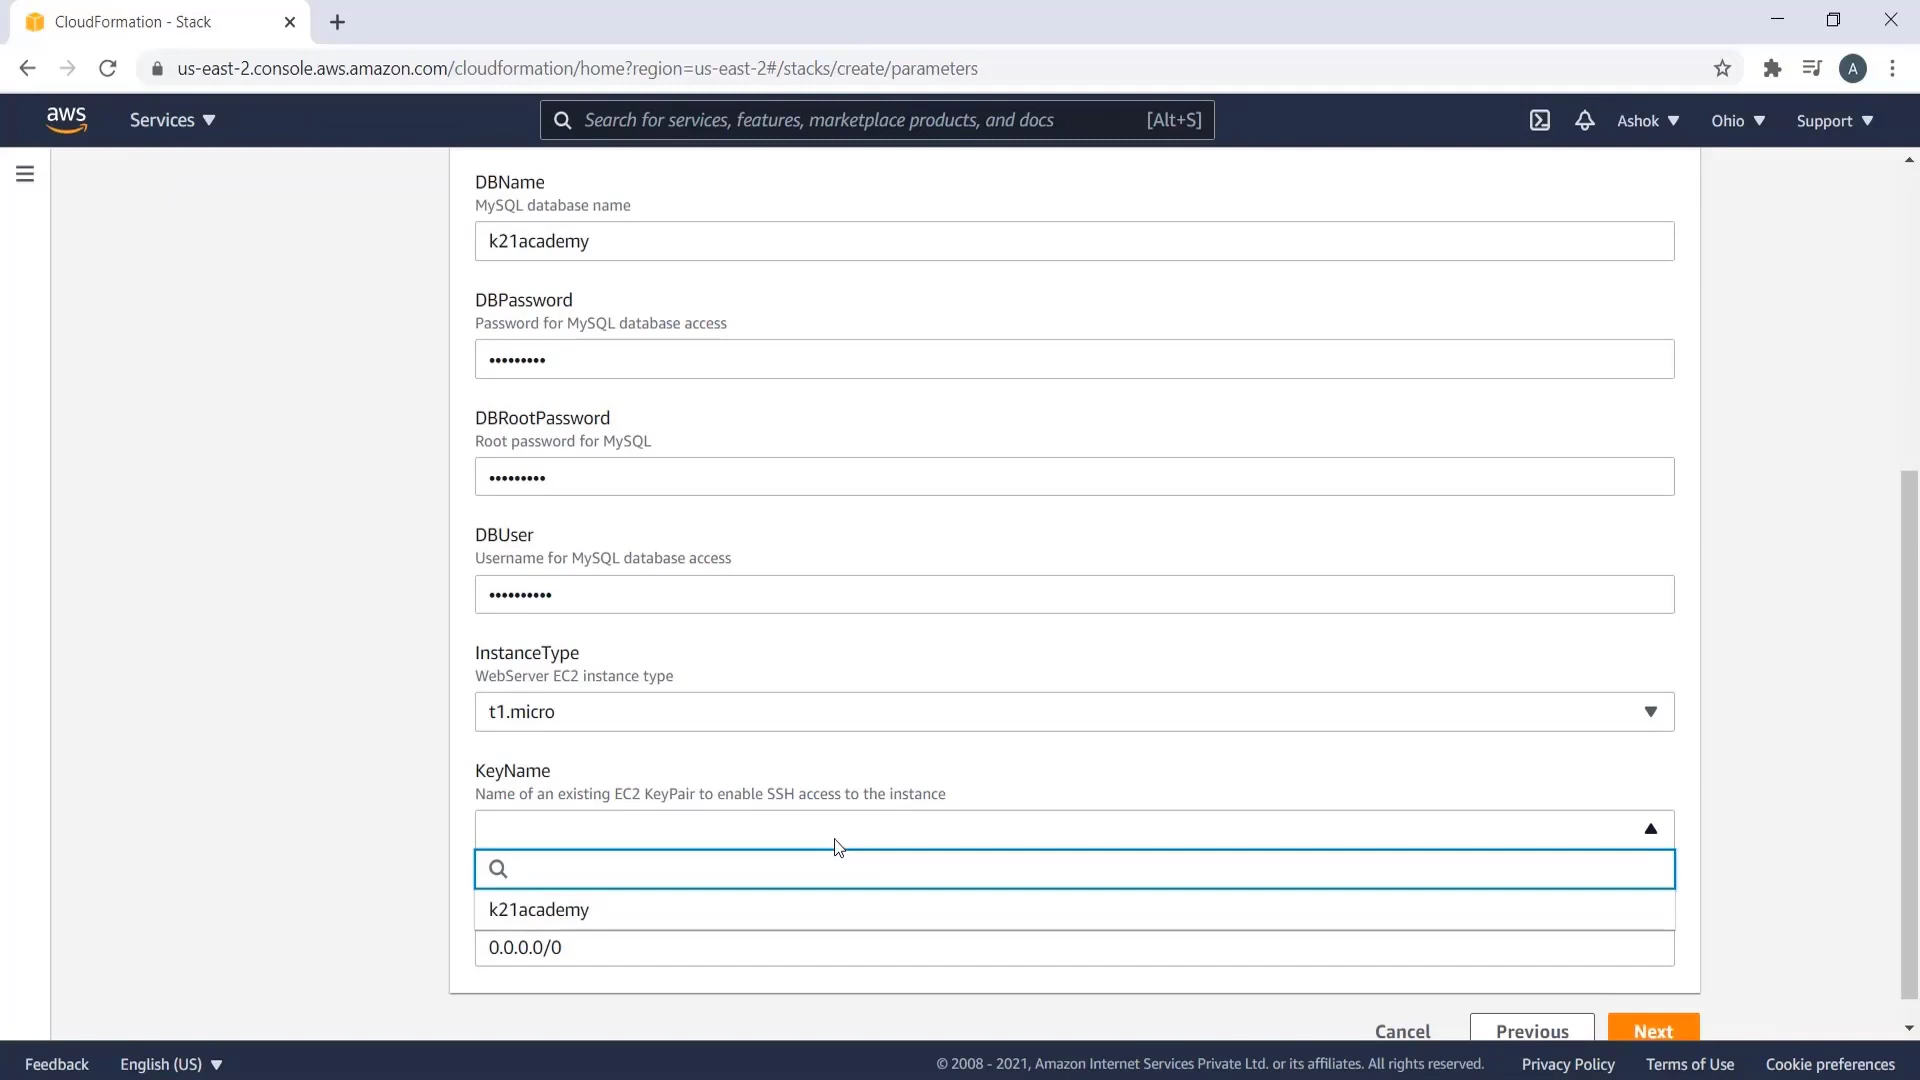 CloudFormation - Stack
us-east-2.console.aws.amazon.com/cloudformation/home?region=us-east-2#/stacks/create/parameters
A
aws
Services
Search for services, features, marketplace products, and docs
[Alt+S]
Ashok
Ohio
Support
DBName
MySQL database name
k21academy
DBPassword
Password for MySQL database access
•••••••••
DBRootPassword
Root password for MySQL
•••••••••
DBUser
Username for MySQL database access
••••••••••
InstanceType
WebServer EC2 instance type
t1.micro
KeyName
Name of an existing EC2 KeyPair to enable SSH access to the instance
k21academy
0.0.0.0/0
Cancel
Previous
Next
Feedback
English (US)
© 2008 - 2021, Amazon Internet Services Private Ltd. or its affiliates. All rights reserved.
Privacy Policy
Terms of Use
Cookie preferences